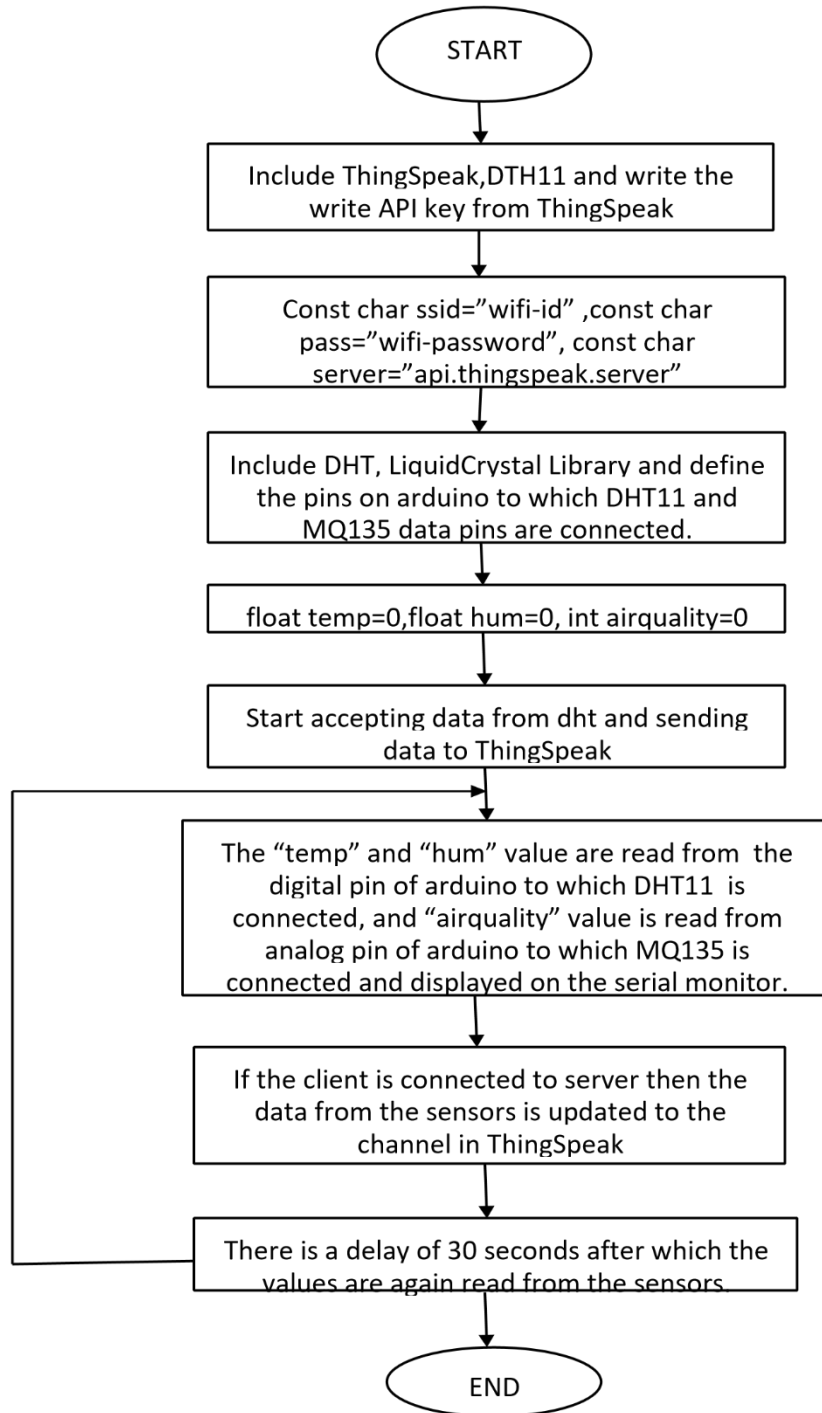 START
Include ThingSpeak,DTH11 and write the
write API key from ThingSpeak
Const char ssid=”wifi-id” ,const char
pass=”wifi-password”, const char
server=”api.thingspeak.server”
Include DHT, LiquidCrystal Library and define
the pins on arduino to which DHT11 and
MQ135 data pins are connected.
float temp=0,float hum=0, int airquality=0
Start accepting data from dht and sending
data to ThingSpeak
The “temp” and “hum” value are read from the
digital pin of arduino to which DHT11 is
connected, and “airquality” value is read from
analog pin of arduino to which MQ135 is
connected and displayed on the serial monitor.
If the client is connected to server then the
data from the sensors is updated to the
channel in ThingSpeak
There is a delay of 30 seconds after which the
values are again read from the sensors.
END